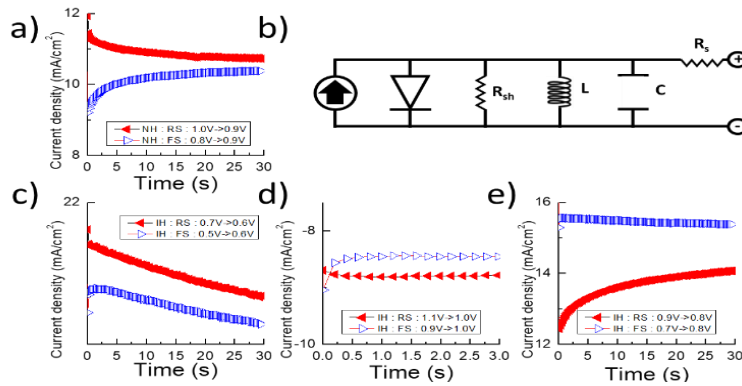 a)
Current density (mA/cm²)
12
10
8
NH : RS : 1.0V->0.9V
NH : FS : 0.8V->0.9V
0 5 10 15 20 25 30
Time (s)
b)
Rs
Rsh
L
C
+
-
c)
Current density (mA/cm²)
22
IH : RS : 0.7V->0.6V
IH : FS : 0.5V->0.6V
0 5 10 15 20 25 30
Time (s)
d)
Current density (mA/cm²)
-8
-10
IH : RS : 1.1V->1.0V
IH : FS : 0.9V->1.0V
0.0 0.5 1.0 1.5 2.0 2.5 3.0
Time (s)
e)
Current density (mA/cm²)
16
14
12
IH : RS : 0.9V->0.8V
IH : FS : 0.7V->0.8V
0 5 10 15 20 25 30
Time (s)